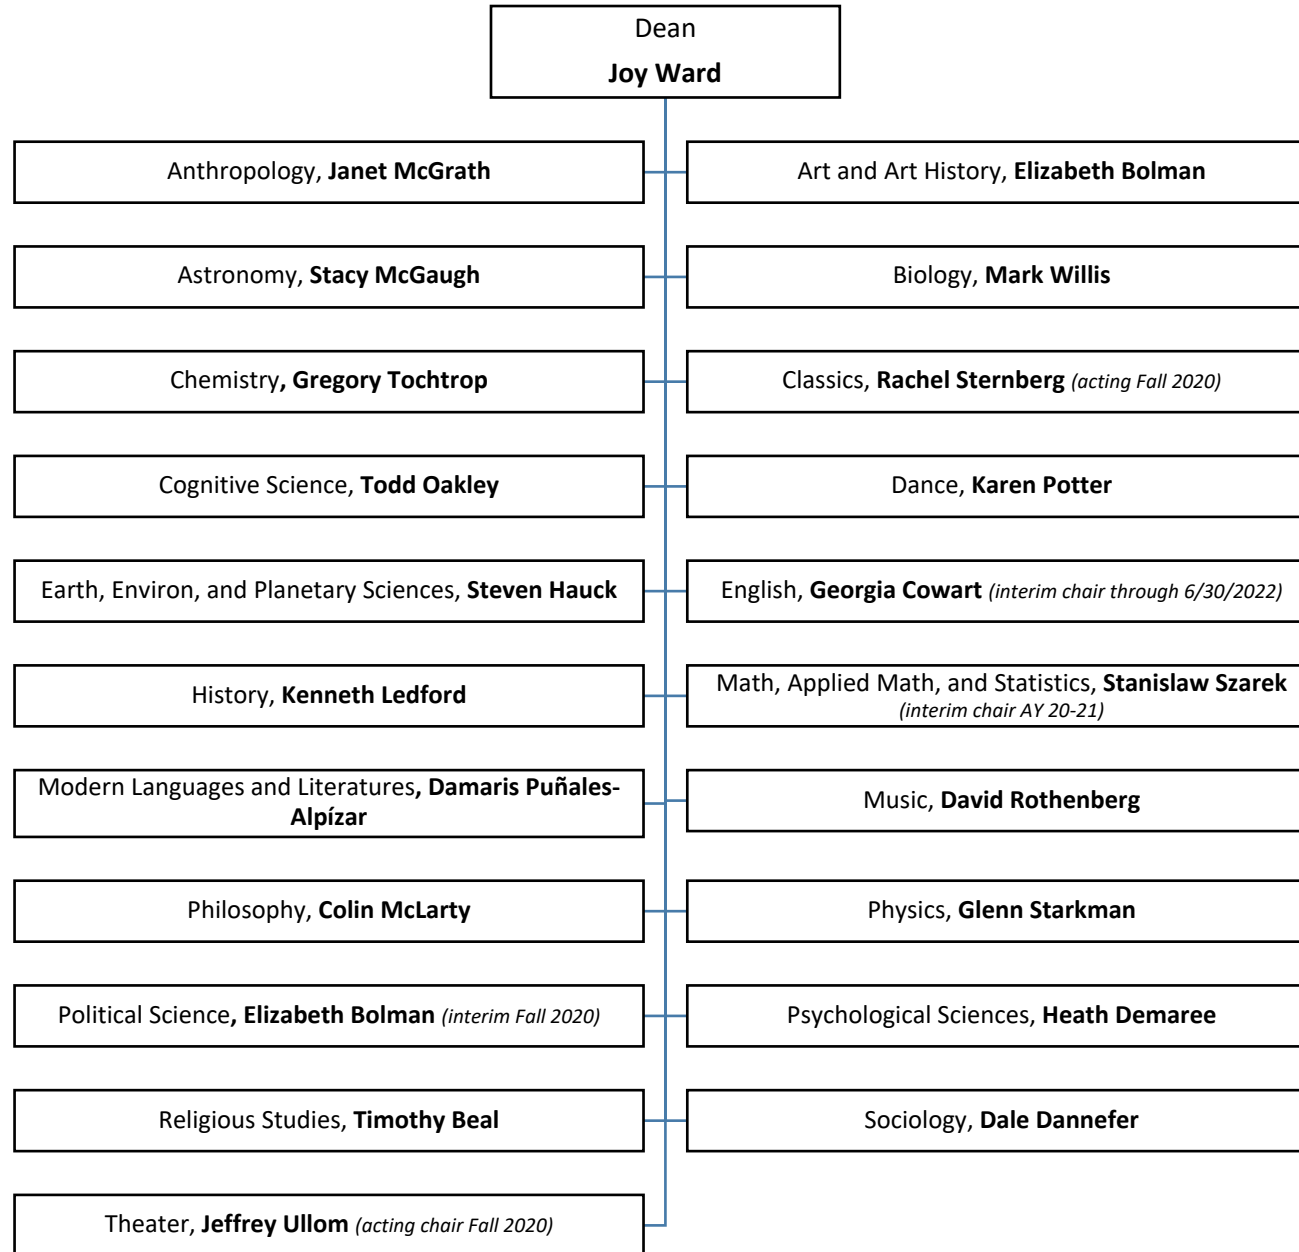 Dean
Joy Ward
Anthropology, Janet McGrath
Art and Art History, Elizabeth Bolman
Astronomy, Stacy McGaugh
Biology, Mark Willis
Chemistry, Gregory Tochtrop
Classics, Rachel Sternberg (acting Fall 2020)
Cognitive Science, Todd Oakley
Dance, Karen Potter
Earth, Environ, and Planetary Sciences, Steven Hauck
English, Georgia Cowart (interim chair through 6/30/2022)
History, Kenneth Ledford
Math, Applied Math, and Statistics, Stanislaw Szarek
(interim chair AY 20-21)
Modern Languages and Literatures, Damaris Puñales-
Alpízar
Music, David Rothenberg
Philosophy, Colin McLarty
Physics, Glenn Starkman
Political Science, Elizabeth Bolman (interim Fall 2020)
Psychological Sciences, Heath Demaree
Religious Studies, Timothy Beal
Sociology, Dale Dannefer
Theater, Jeffrey Ullom (acting chair Fall 2020)